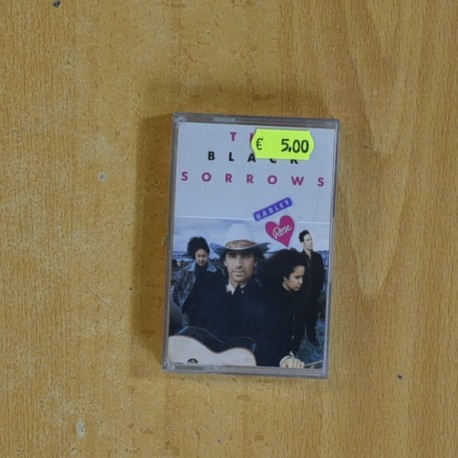 T
€ 5,00
BLACK
SORROWS
HARLEY
Rose